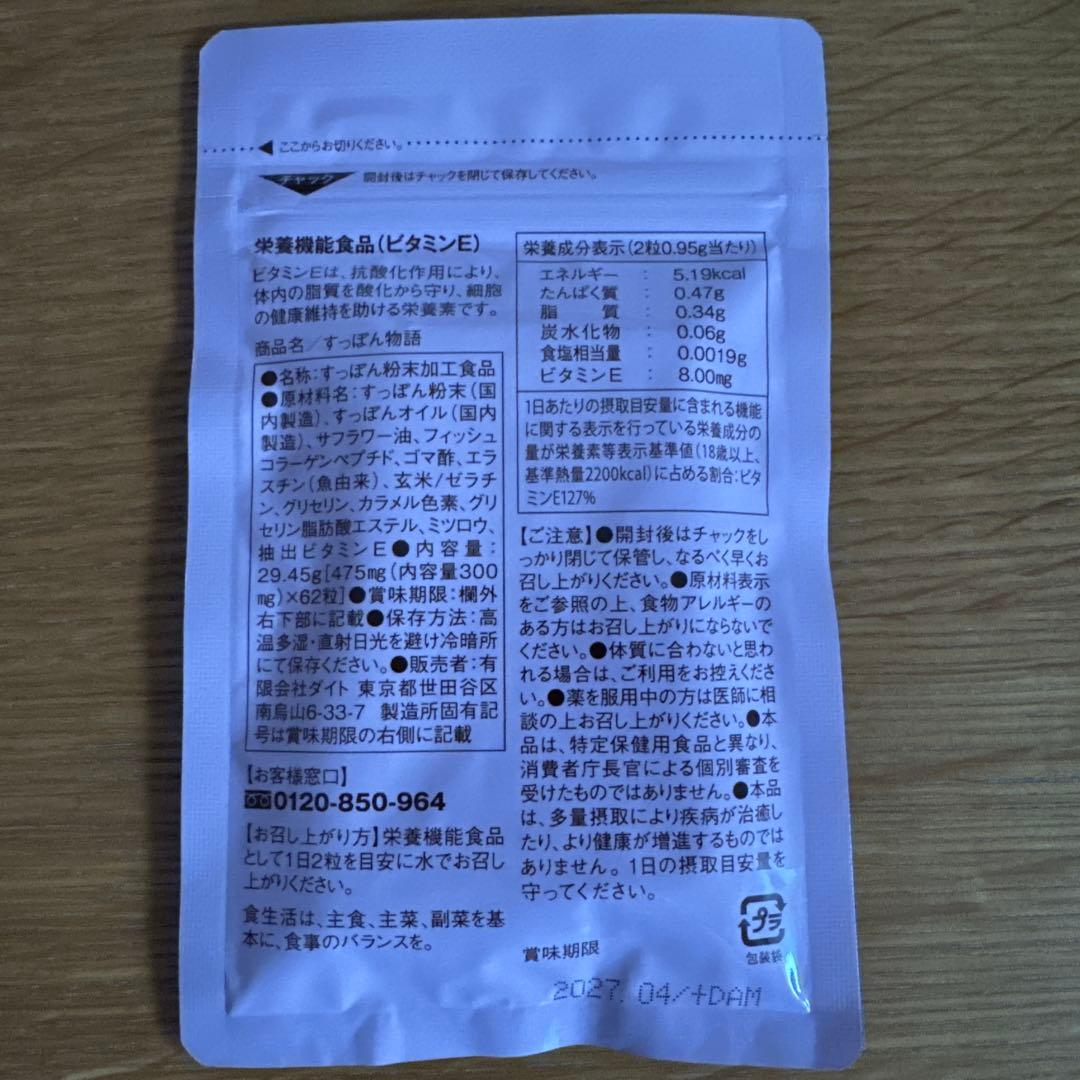 ここからお切りください。
チャック 開封後はチャックを閉じて保存してください。
栄養機能食品(ビタミンE)
ビタミンEは、抗酸化作用により、
体内の脂質を酸化から守り、細胞
の健康維持を助ける栄養素です。
商品名/すっぽん物語
●名称:すっぽん粉末加工食品
●原材料名:すっぽん粉末(国
内製造)、すっぽんオイル(国内
製造)、サフラワー油、フィッシュ
コラーゲンペプチド、ゴマ酢、エラ
スチン(魚由来)、玄米/ゼラチ
ン、グリセリン、カラメル色素、グリ
セリン脂肪酸エステル、ミツロウ、
抽出ビタミンE●内容量:
29.45g[475mg(内容量300
mg)×62粒]●賞味期限:欄外
右下部に記載●保存方法:高
温多湿・直射日光を避け冷暗所
にて保存ください。●販売者:有
限会社ダイト 東京都世田谷区
南烏山6-33-7 製造所固有記
号は賞味期限の右側に記載
【お客様窓口】
0120-850-964
【お召し上がり方】栄養機能食品
として1日2粒を目安に水でお召し
上がりください。
食生活は、主食、主菜、副菜を基
本に、食事のバランスを。
栄養成分表示(2粒0.95g当たり)
エネルギー : 5.19kcal
たんぱく質 : 0.47g
脂質 : 0.34g
炭水化物 : 0.06g
食塩相当量 : 0.0019g
ビタミンE : 8.00mg
1日あたりの摂取目安量に含まれる機能
に関する表示を行っている栄養成分の
量が栄養素等表示基準値(18歳以上、
基準熱量2200kcal)に占める割合:ビタ
ミンE127%
【ご注意】●開封後はチャックをし
っかり閉じて保管し、なるべく早くお
召し上がりください。●原材料表示
をご参照の上、食物アレルギーの
ある方はお召し上がりにならないで
ください。●体質に合わないと思わ
れる場合は、ご利用をお控えくださ
い。●薬を服用中の方は医師に相
談の上お召し上がりください。●本
品は、特定保健用食品と異なり、
消費者庁長官による個別審査を
受けたものではありません。●本品
は、多量摂取により疾病が治癒し
たり、より健康が増進するものでは
ありません。1日の摂取目安量を
守ってください。
プラ
包装袋
賞味期限
2027.04/+DAM